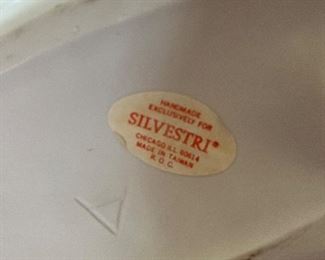 HANDMADE
EXCLUSIVELY FOR
SILVESTRI®
CHICAGO ILL 60614
MADE IN TAIWAN
R.O.C.